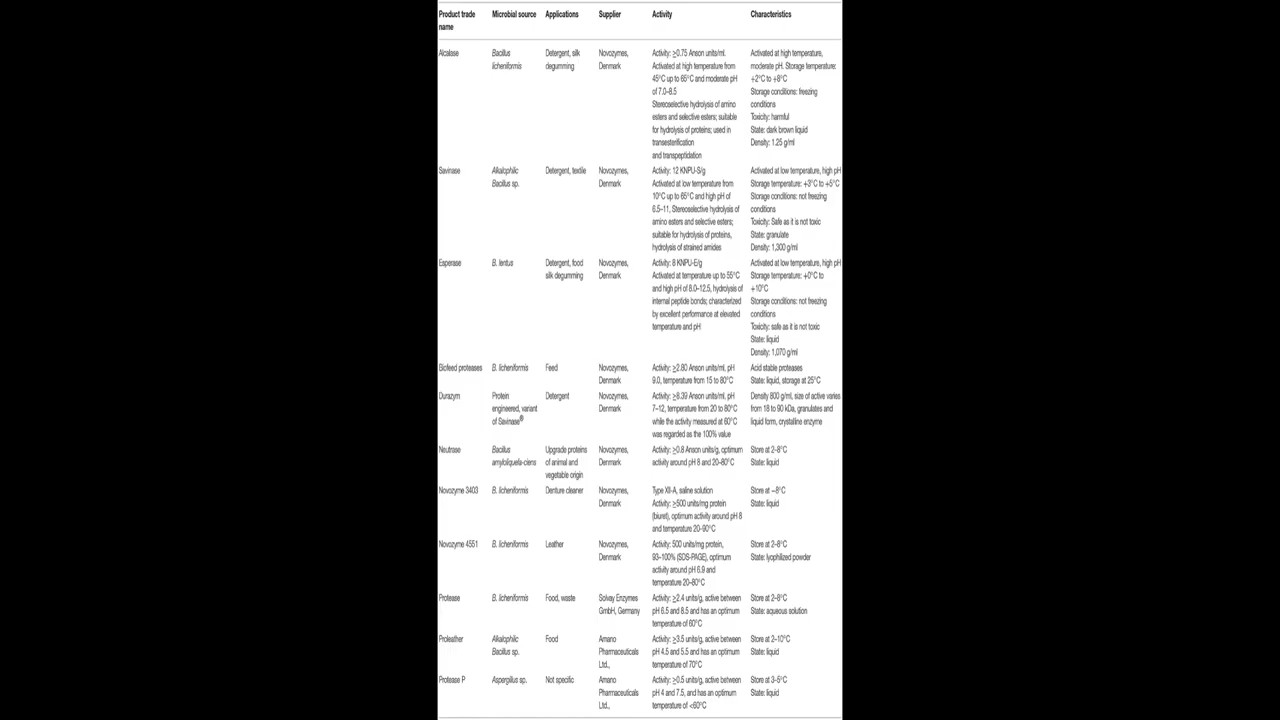 Product trade name Microbial source Applications Supplier Activity Characteristics
Alcalase
Bacillus
licheniformis
Detergent, silk
degumming
Novozymes,
Denmark
Activity: ≥0.75 Anson units/ml.
Activated at high temperature from
45°C up to 65°C and moderate pH
of 7.0–8.5
Stereoselective hydrolysis of amino
esters and selective esters; suitable
for hydrolysis of proteins; used in
transesterification
and transpeptidation
Activated at high temperature,
moderate pH. Storage temperature:
+2°C to +8°C
Storage conditions: freezing
conditions
Toxicity: harmful
State: dark brown liquid
Density: 1.25 g/ml
Savinase
Alkalophilic
Bacillus sp.
Detergent, textile
Novozymes,
Denmark
Activity: 12 KNPU-S/g
Activated at low temperature from
10°C up to 65°C and high pH of
6.5–11, Stereoselective hydrolysis of
amino esters and selective esters;
suitable for hydrolysis of proteins,
hydrolysis of strained amides
Activated at low temperature, high pH
Storage temperature: +3°C to +5°C
Storage conditions: not freezing
conditions
Toxicity: Safe as it is not toxic
State: granulate
Density: 1,300 g/ml
Esperase
B. lentus
Detergent, food
silk degumming
Novozymes,
Denmark
Activity: 8 KNPU-E/g
Activated at temperature up to 55°C
and high pH of 8.0–12.5, hydrolysis of
internal peptide bonds; characterized
by excellent performance at elevated
temperature and pH
Activated at low temperature, high pH
Storage temperature: +0°C to
+10°C
Storage conditions: not freezing
conditions
Toxicity: safe as it is not toxic
State: liquid
Density: 1,070 g/ml
Biofeed proteases
B. licheniformis
Feed
Novozymes,
Denmark
Activity: ≥2.80 Anson units/ml, pH
9.0, temperature from 15 to 80°C
Acid stable proteases
State: liquid, storage at 25°C
Durazym
Protein
engineered, variant
of Savinase®
Detergent
Novozymes,
Denmark
Activity: ≥8.39 Anson units/ml, pH
7–12, temperature from 20 to 80°C
while the activity measured at 60°C
was regarded as the 100% value
Density 800 g/ml, size of active varies
from 18 to 90 kDa, granulates and
liquid form, crystalline enzyme
Neutrase
Bacillus
amyloliquefa-ciens
Upgrade proteins
of animal and
vegetable origin
Novozymes,
Denmark
Activity: ≥0.8 Anson units/g, optimum
activity around pH 8 and 20–80°C
Store at 2–8°C
State: liquid
Novozyme 3403
B. licheniformis
Denture cleaner
Novozymes,
Denmark
Type XII-A, saline solution
Activity: ≥500 units/mg protein
(biuret), optimum activity around pH 8
and temperature 20–90°C
Store at −8°C
State: liquid
Novozyme 4551
B. licheniformis
Leather
Novozymes,
Denmark
Activity: 500 units/mg protein,
93–100% (SDS-PAGE), optimum
activity around pH 6.9 and
temperature 20–80°C
Store at 2–8°C
State: lyophilized powder
Protease
B. licheniformis
Food, waste
Solvay Enzymes
GmbH, Germany
Activity: ≥2.4 units/g, active between
pH 6.5 and 8.5 and has an optimum
temperature of 60°C
Store at 2–8°C
State: aqueous solution
Proleather
Alkalophilic
Bacillus sp.
Food
Amano
Pharmaceuticals
Ltd.,
Activity: ≥3.5 units/g, active between
pH 4.5 and 5.5 and has an optimum
temperature of 70°C
Store at 2–10°C
State: liquid
Protease P
Aspergillus sp.
Not specific
Amano
Pharmaceuticals
Ltd.,
Activity: ≥0.5 units/g, active between
pH 4 and 7.5, and has an optimum
temperature of <60°C
Store at 3–5°C
State: liquid